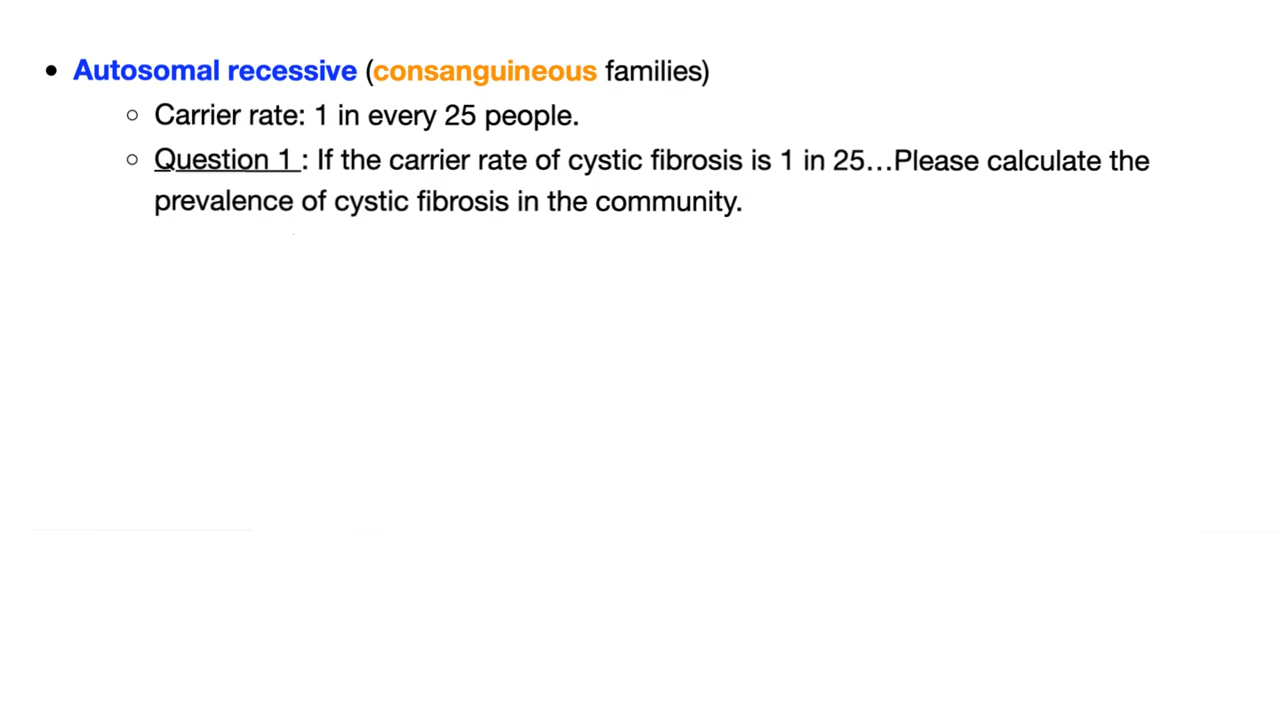 • Autosomal recessive (consanguineous families)
○ Carrier rate: 1 in every 25 people.
○ Question 1 : If the carrier rate of cystic fibrosis is 1 in 25…Please calculate the
prevalence of cystic fibrosis in the community.